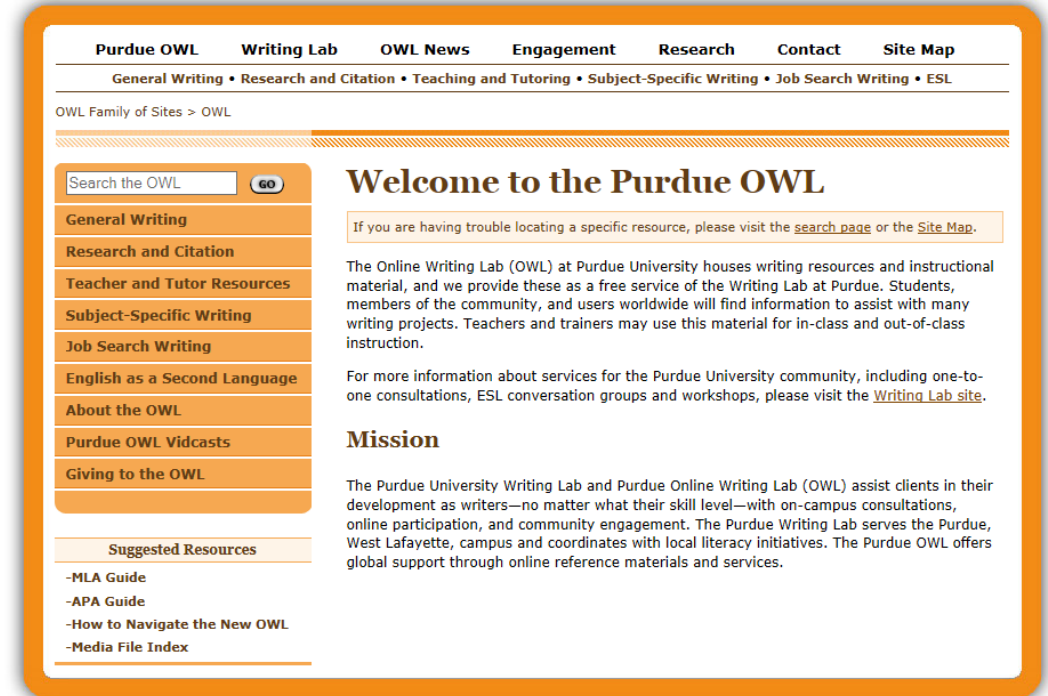 Purdue OWL Writing Lab OWL News Engagement Research Contact Site Map
General Writing • Research and Citation • Teaching and Tutoring • Subject-Specific Writing • Job Search Writing • ESL
OWL Family of Sites > OWL
Search the OWL GO
General Writing
Research and Citation
Teacher and Tutor Resources
Subject-Specific Writing
Job Search Writing
English as a Second Language
About the OWL
Purdue OWL Vidcasts
Giving to the OWL
Suggested Resources
-MLA Guide
-APA Guide
-How to Navigate the New OWL
-Media File Index
Welcome to the Purdue OWL
If you are having trouble locating a specific resource, please visit the search page or the Site Map.
The Online Writing Lab (OWL) at Purdue University houses writing resources and instructional
material, and we provide these as a free service of the Writing Lab at Purdue. Students,
members of the community, and users worldwide will find information to assist with many
writing projects. Teachers and trainers may use this material for in-class and out-of-class
instruction.
For more information about services for the Purdue University community, including one-to-
one consultations, ESL conversation groups and workshops, please visit the Writing Lab site.
Mission
The Purdue University Writing Lab and Purdue Online Writing Lab (OWL) assist clients in their
development as writers—no matter what their skill level—with on-campus consultations,
online participation, and community engagement. The Purdue Writing Lab serves the Purdue,
West Lafayette, campus and coordinates with local literacy initiatives. The Purdue OWL offers
global support through online reference materials and services.